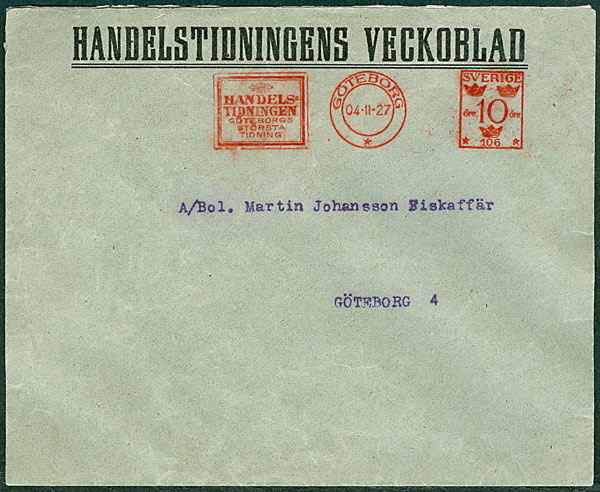 HANDELSTIDNINGENS VECKOBLAD
HANDELS=
TIDNINGEN
GÖTEBORGS
STÖRSTA
TIDNING
GÖTEBORG
04-II-27
SVERIGE
öre 10 öre
106
A/Bol. Martin Johansson Fiskaffär
GÖTEBORG 4